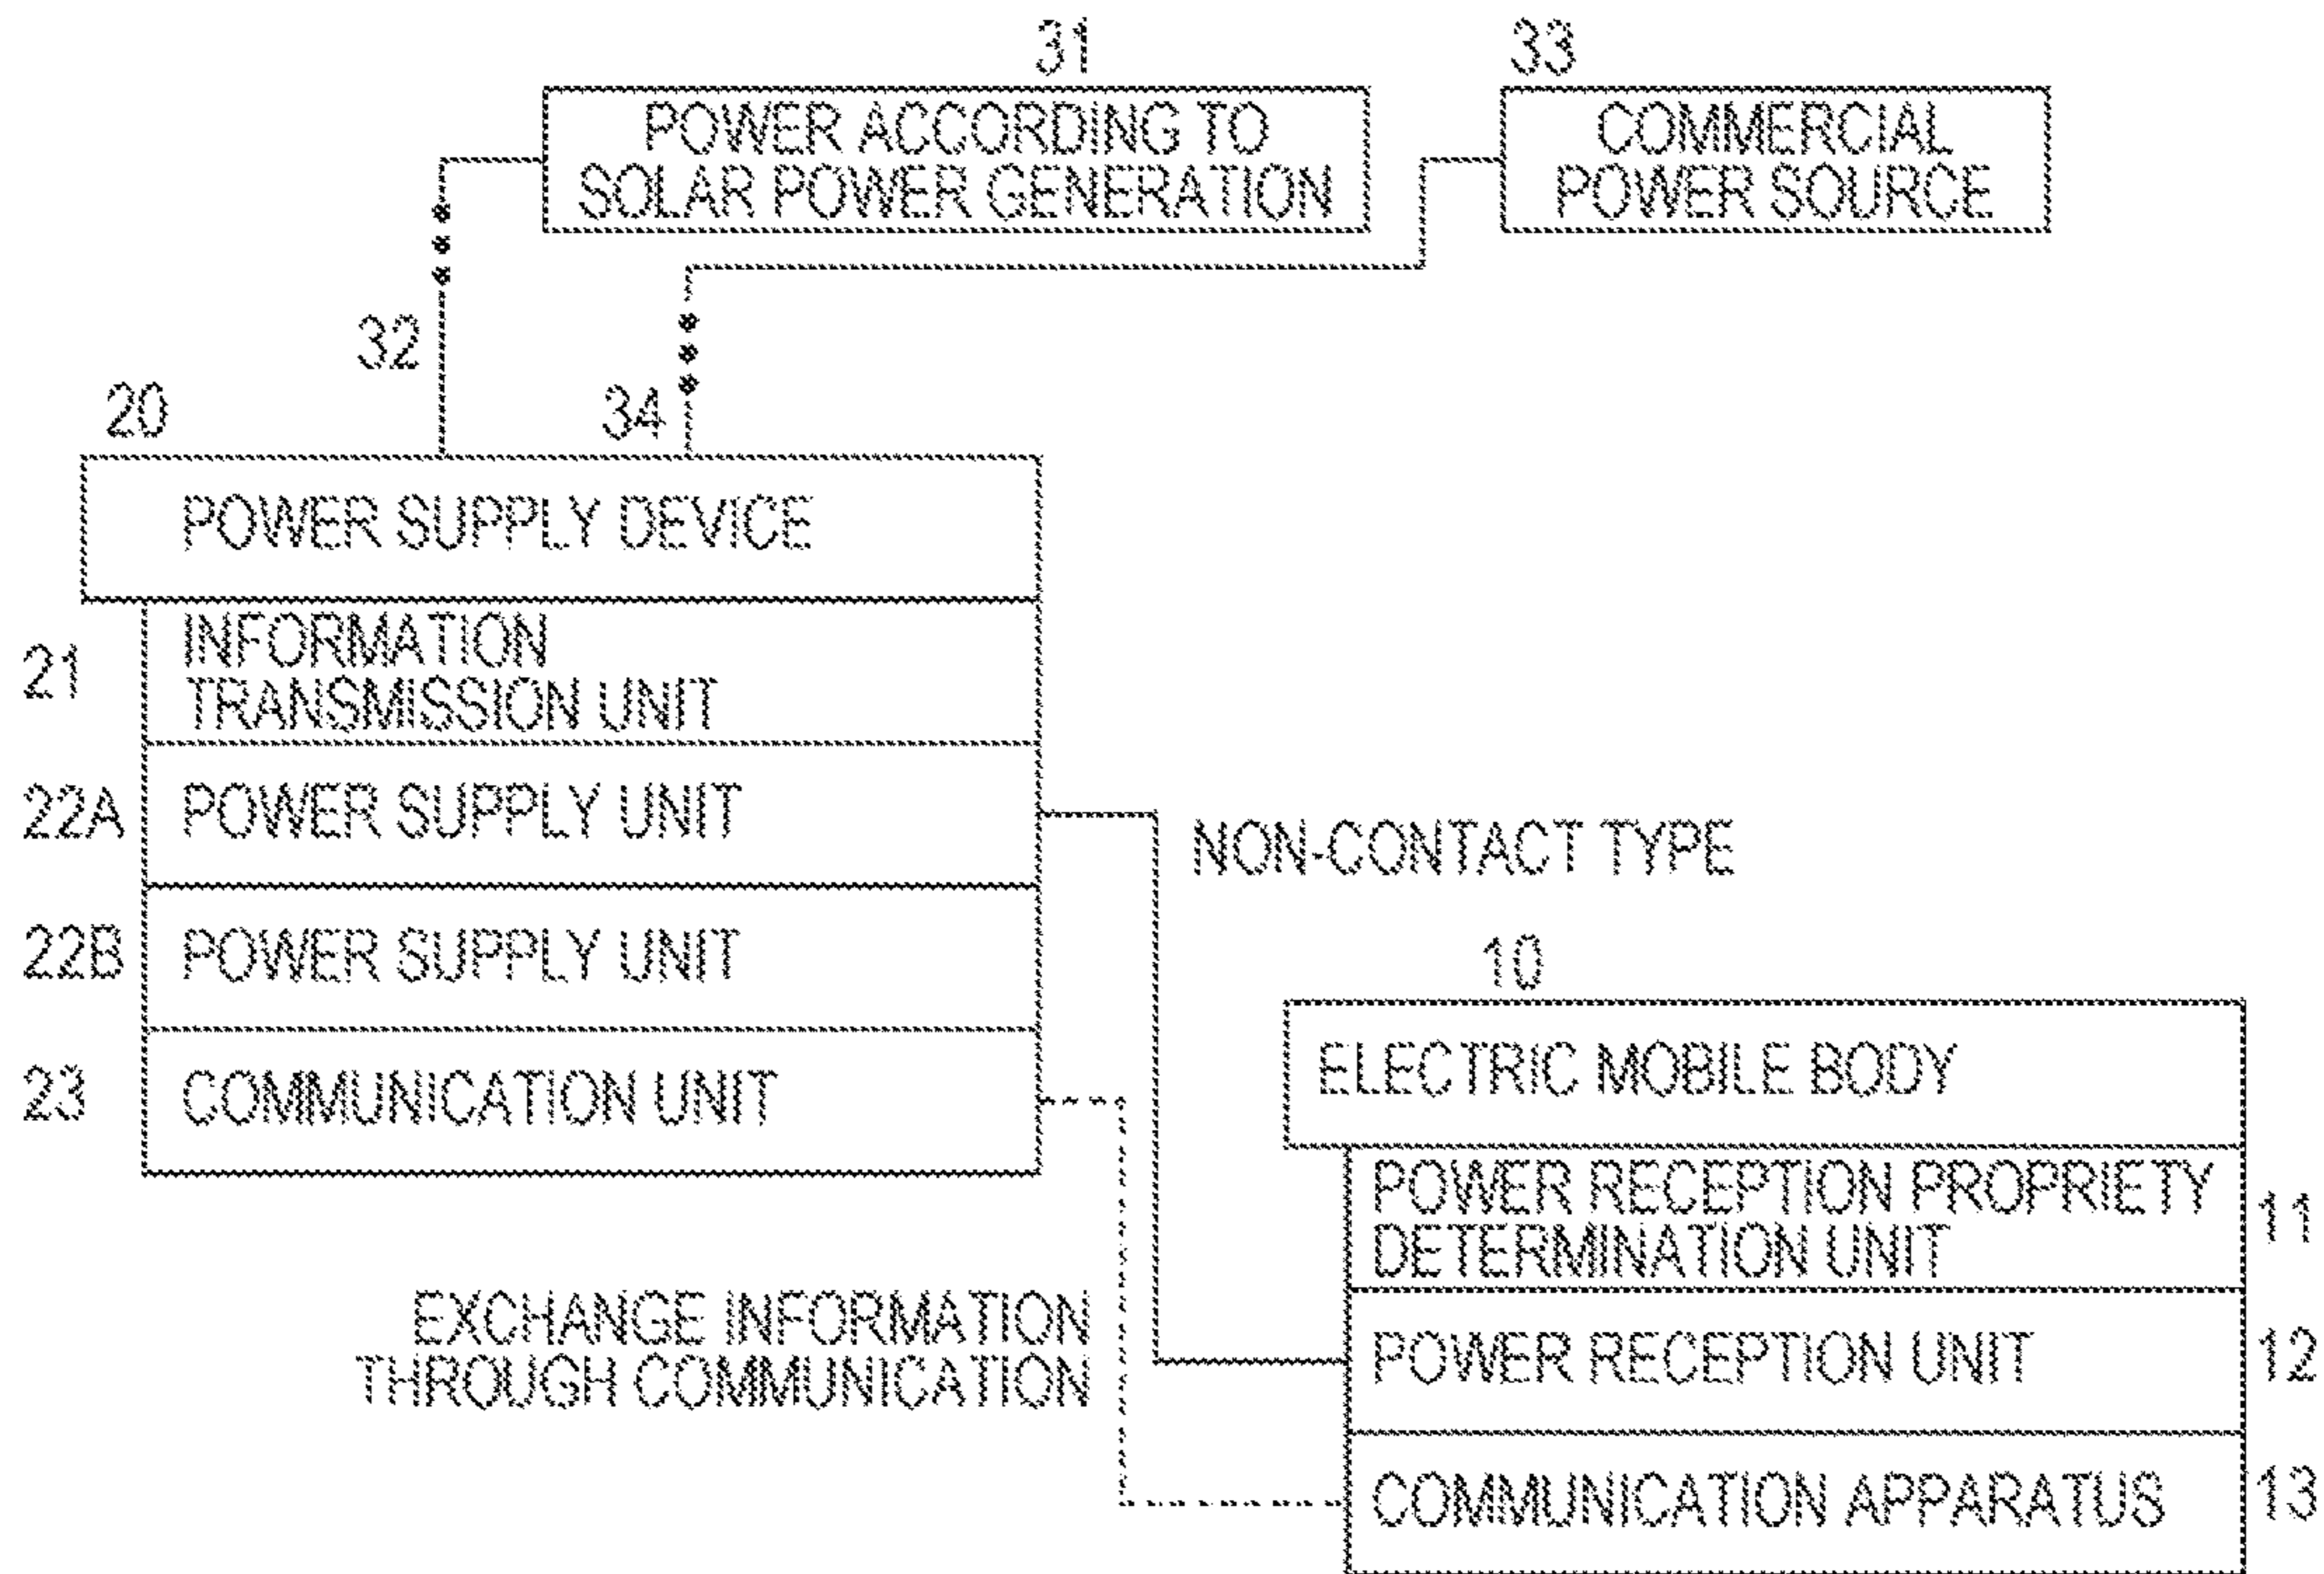 31
33
POWER ACCORDING TO
SOLAR POWER GENERATION
COMMERCIAL
POWER SOURCE
32
34
20
POWER SUPPLY DEVICE
21
INFORMATION
TRANSMISSION UNIT
22A
POWER SUPPLY UNIT
NON-CONTACT TYPE
22B
POWER SUPPLY UNIT
23
COMMUNICATION UNIT
10
ELECTRIC MOBILE BODY
POWER RECEPTION PROPRIETY
DETERMINATION UNIT
11
EXCHANGE INFORMATION
THROUGH COMMUNICATION
POWER RECEPTION UNIT
12
COMMUNICATION APPARATUS
13